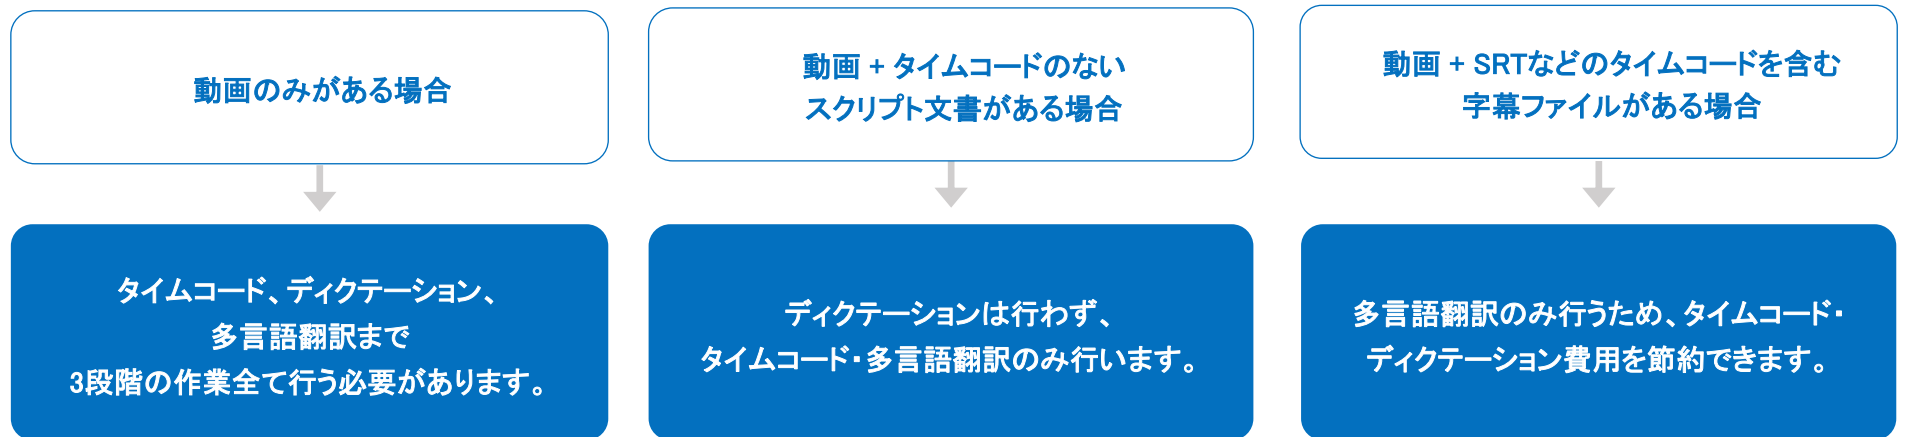 動画のみがある場合
タイムコード、ディクテーション、
多言語翻訳まで
3段階の作業全て行う必要があります。
動画 + タイムコードのない
スクリプト文書がある場合
ディクテーションは行わず、
タイムコード・多言語翻訳のみ行います。
動画 + SRTなどのタイムコードを含む
字幕ファイルがある場合
多言語翻訳のみ行うため、タイムコード・
ディクテーション費用を節約できます。